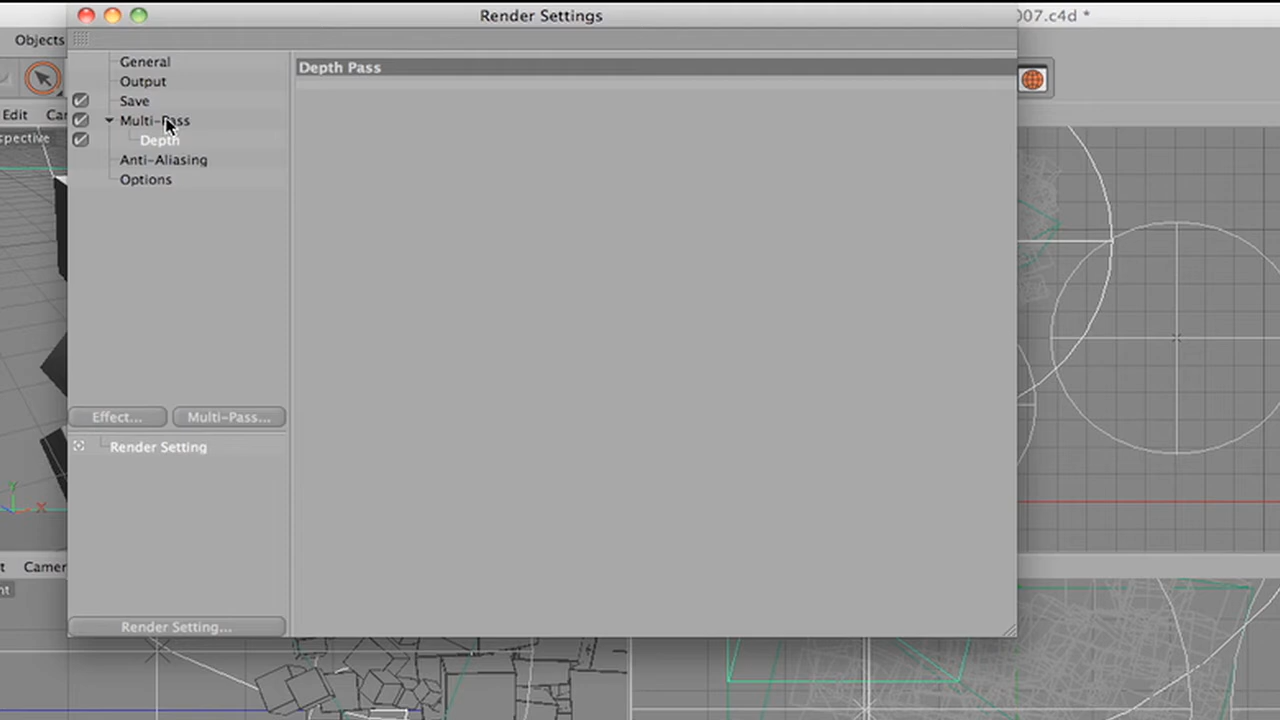 Render Settings
007.c4d *
Objects
General
Depth Pass
Output
Save
Edit
Multi-Pass
spective
Depth
Anti-Aliasing
Options
Effect...
Multi-Pass...
Render Setting
Y
X
t
Camer
nt
Render Setting...